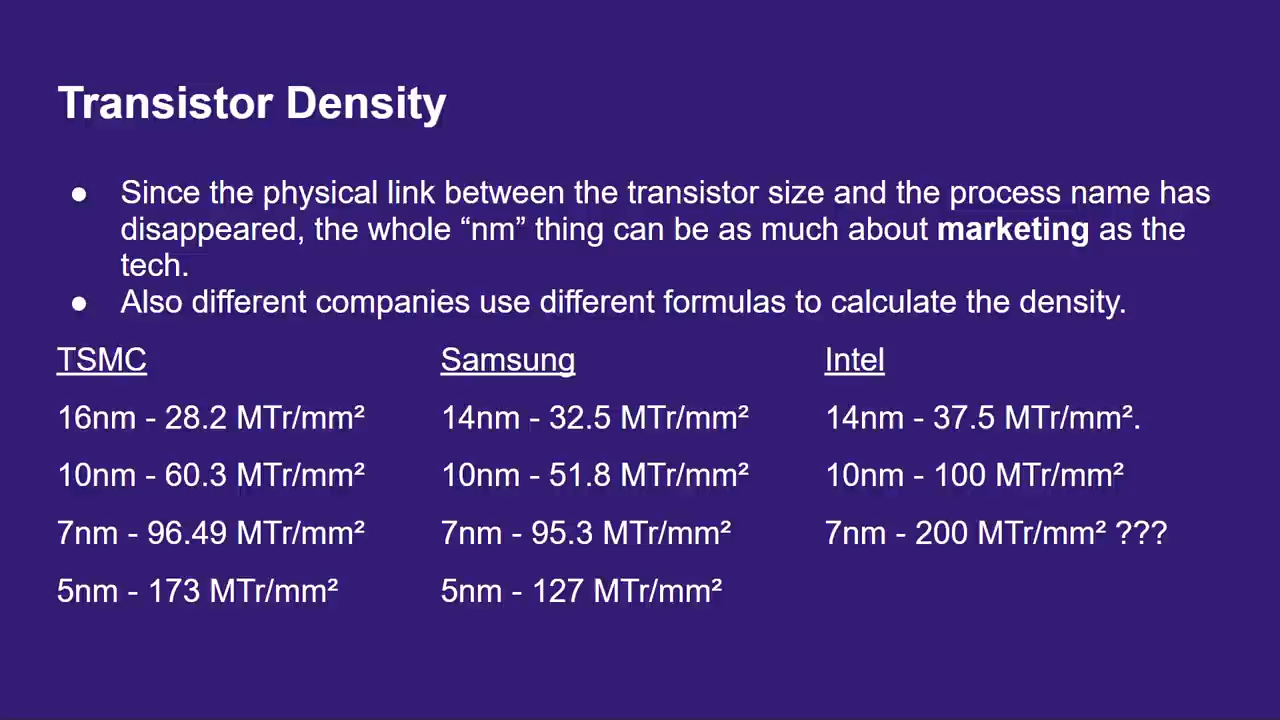 Transistor Density
● Since the physical link between the transistor size and the process name has
disappeared, the whole “nm” thing can be as much about marketing as the
tech.
● Also different companies use different formulas to calculate the density.
TSMC Samsung Intel
16nm - 28.2 MTr/mm² 14nm - 32.5 MTr/mm² 14nm - 37.5 MTr/mm².
10nm - 60.3 MTr/mm² 10nm - 51.8 MTr/mm² 10nm - 100 MTr/mm²
7nm - 96.49 MTr/mm² 7nm - 95.3 MTr/mm² 7nm - 200 MTr/mm² ???
5nm - 173 MTr/mm² 5nm - 127 MTr/mm²